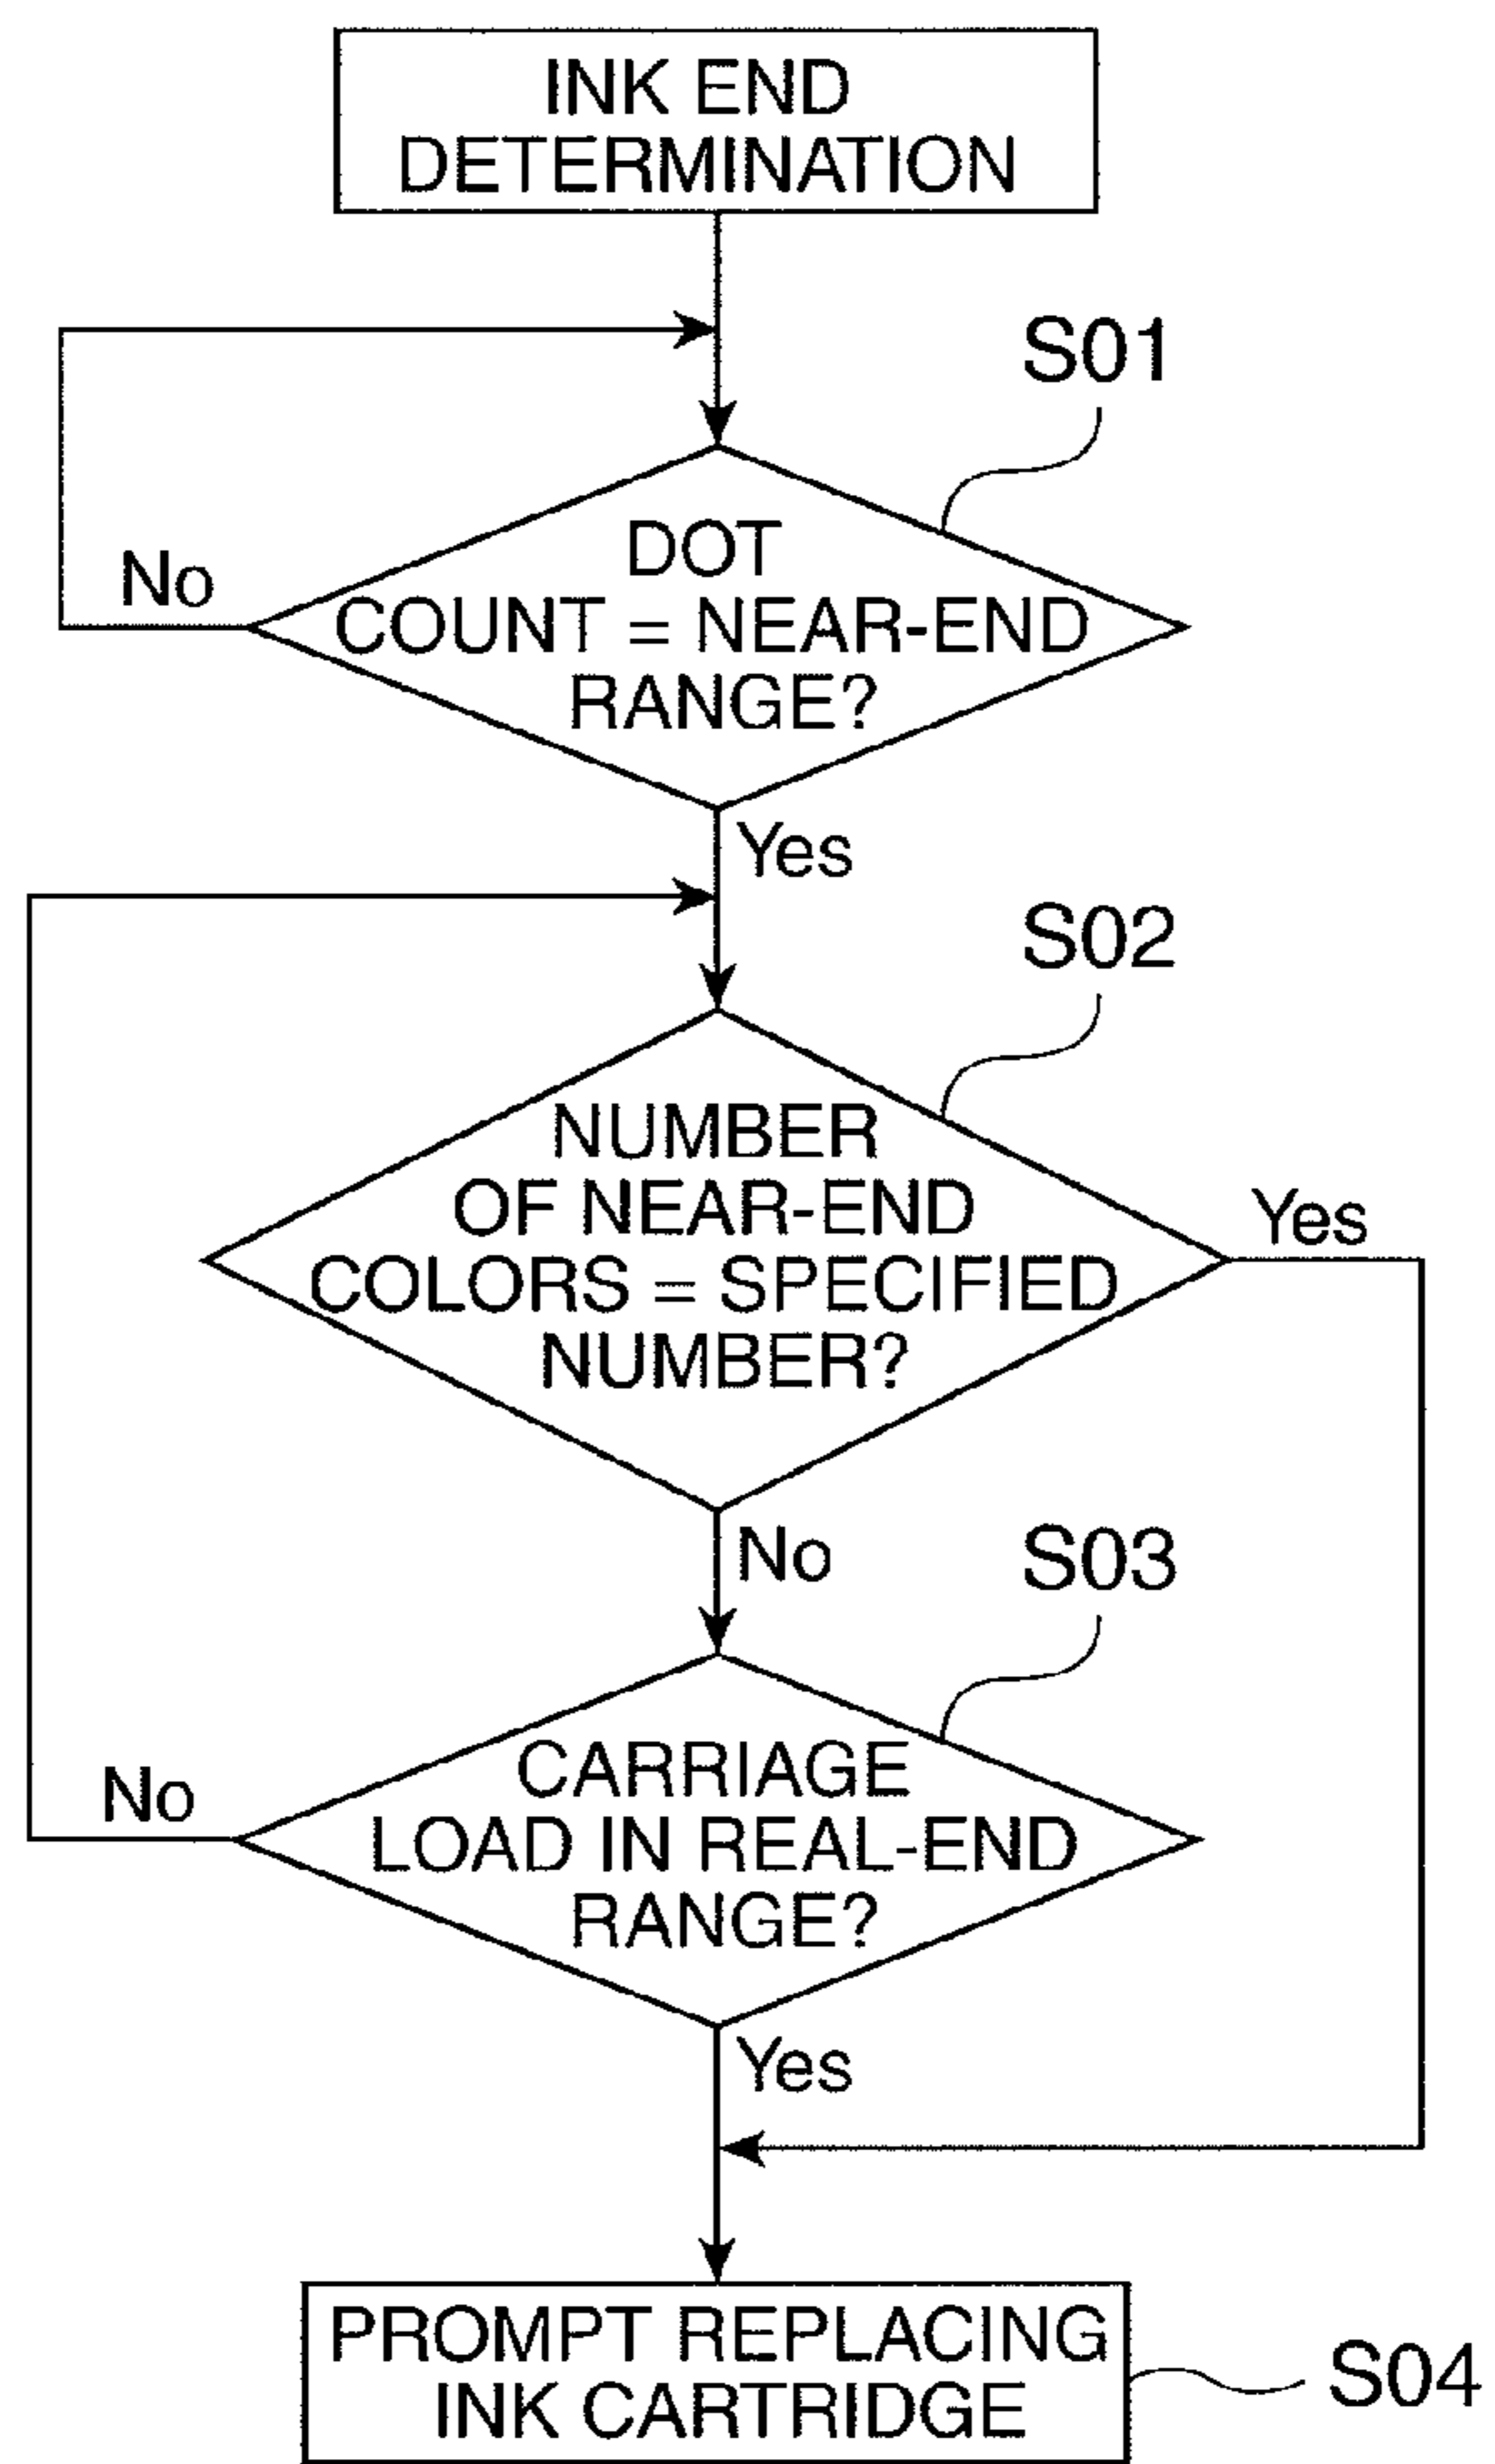 INK END
DETERMINATION
S01
DOT
COUNT = NEAR-END
RANGE?
No
Yes
S02
NUMBER
OF NEAR-END
COLORS = SPECIFIED
NUMBER?
Yes
No
S03
CARRIAGE
LOAD IN REAL-END
RANGE?
No
Yes
PROMPT REPLACING
INK CARTRIDGE
S04